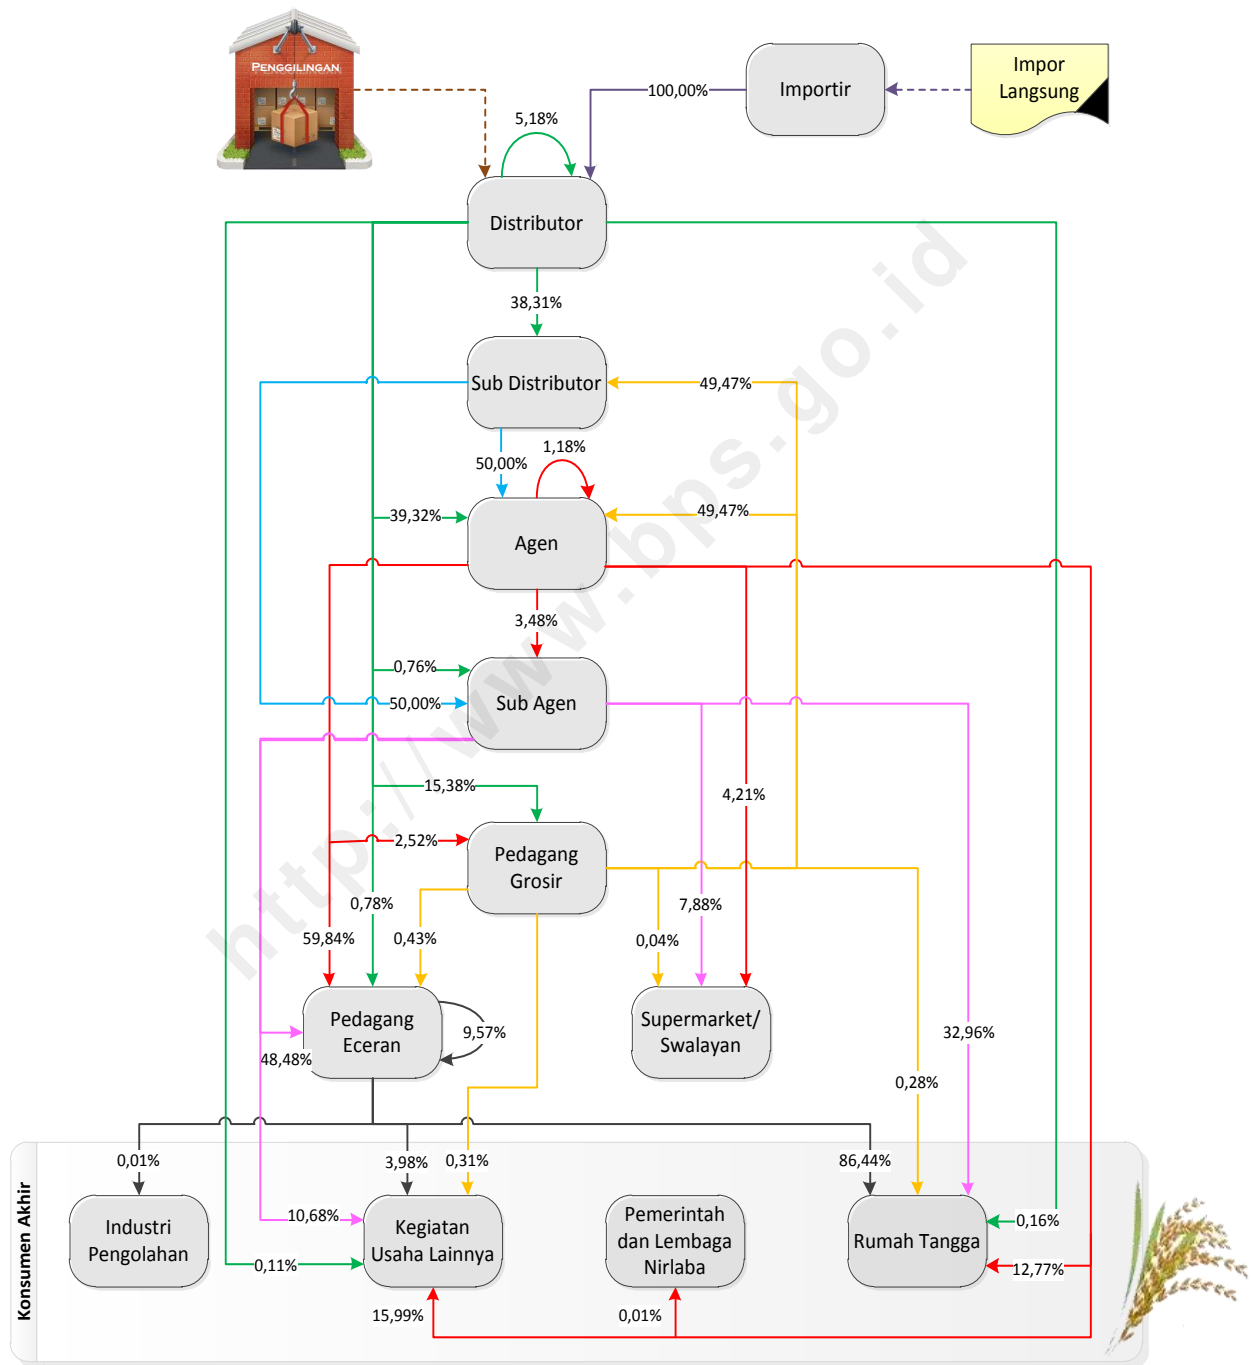 PENGGILINGAN
100,00%
Importir
Impor
Langsung
5,18%
Distributor
38,31%
Sub Distributor
49,47%
50,00%
1,18%
39,32%
49,47%
Agen
3,48%
0,76%
50,00%
Sub Agen
15,38%
4,21%
2,52%
Pedagang
Grosir
0,78%
7,88%
59,84%
0,43%
0,04%
Pedagang
Eceran
9,57%
Supermarket/
Swalayan
32,96%
48,48%
0,28%
0,01%
3,98%
0,31%
86,44%
Konsumen Akhir
Industri
Pengolahan
10,68%
Kegiatan
Usaha Lainnya
Pemerintah
dan Lembaga
Nirlaba
Rumah Tangga
0,16%
0,11%
12,77%
15,99%
0,01%
http://www.bps.go.id